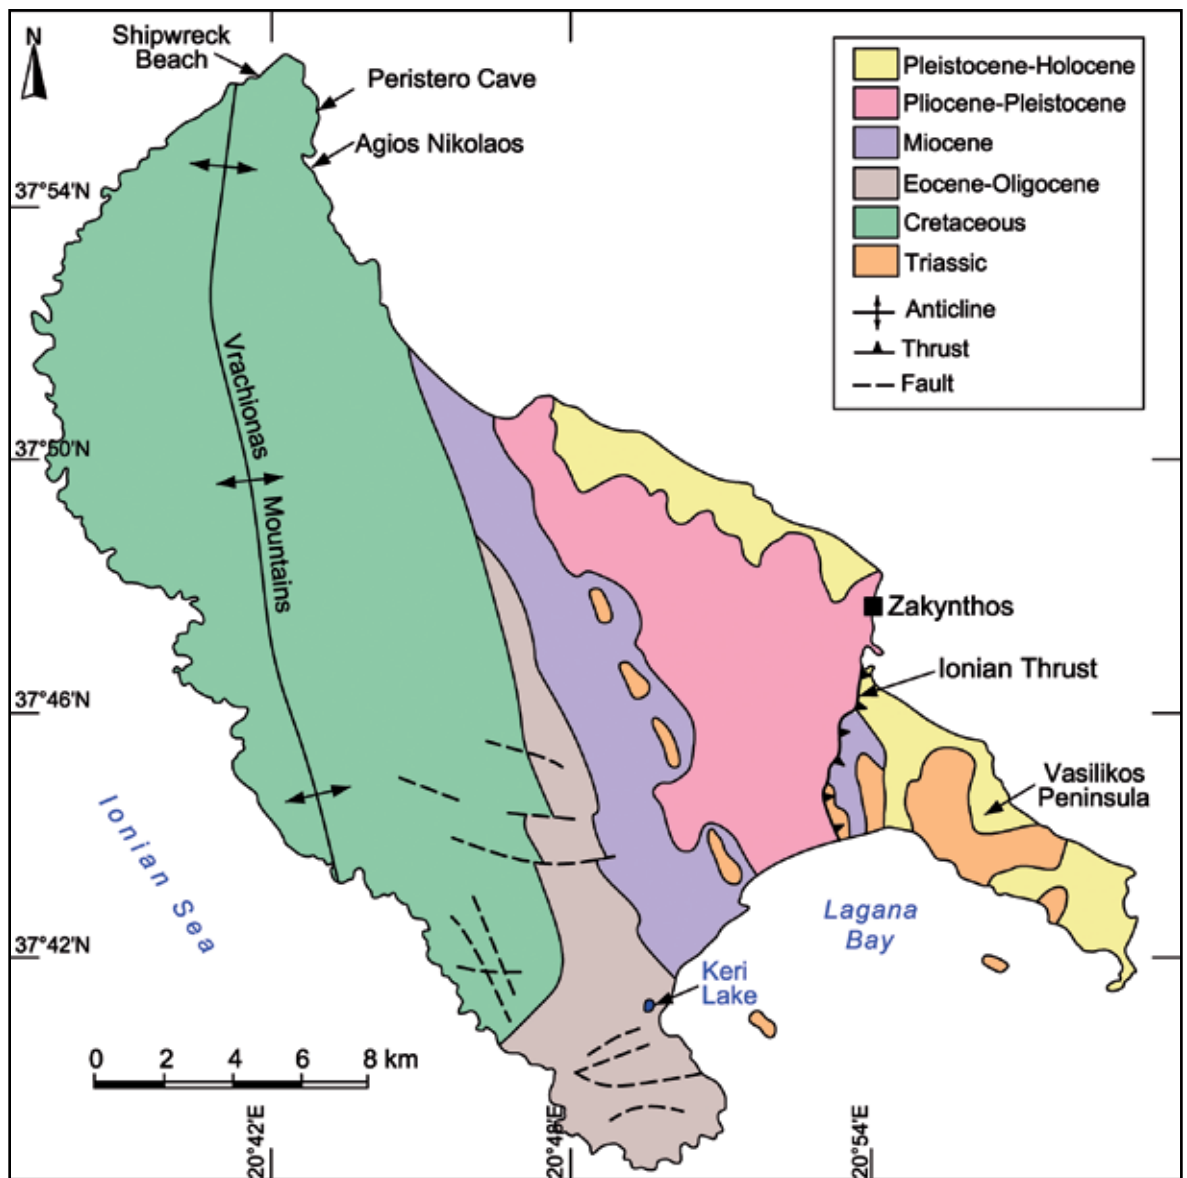 N
Shipwreck
Beach
Peristero Cave
Agios Nikolaos
Pleistocene-Holocene
Pliocene-Pleistocene
Miocene
Eocene-Oligocene
Cretaceous
Triassic
Anticline
Thrust
Fault
37°54'N
37°50'N
37°46'N
37°42'N
Vrachionas
Mountains
Zakynthos
Ionian Thrust
Vasilikos
Peninsula
Ionian Sea
Lagana
Bay
Keri
Lake
0 2 4 6 8 km
20°42'E
20°48'E
20°54'E